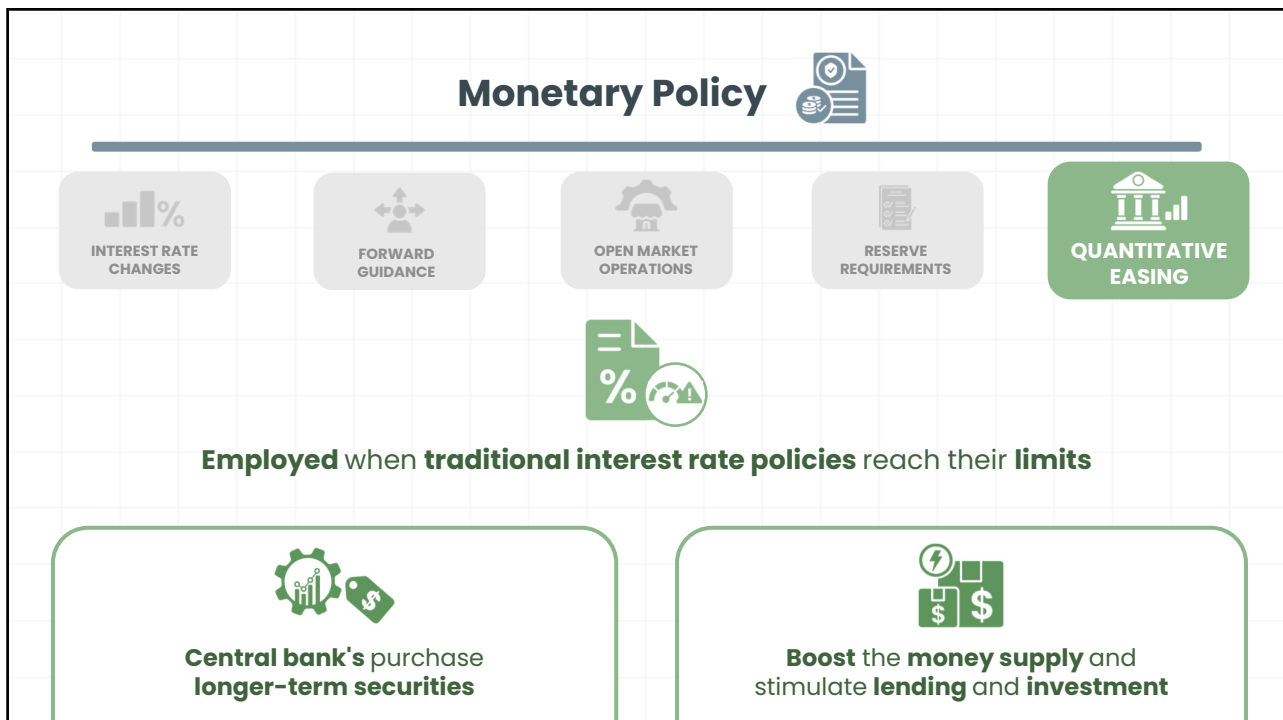 Monetary Policy
%
INTEREST RATE
CHANGES
FORWARD
GUIDANCE
OPEN MARKET
OPERATIONS
RESERVE
REQUIREMENTS
QUANTITATIVE
EASING
%
!
Employed when traditional interest rate policies reach their limits
$
Central bank's purchase
longer-term securities
$ $
Boost the money supply and
stimulate lending and investment